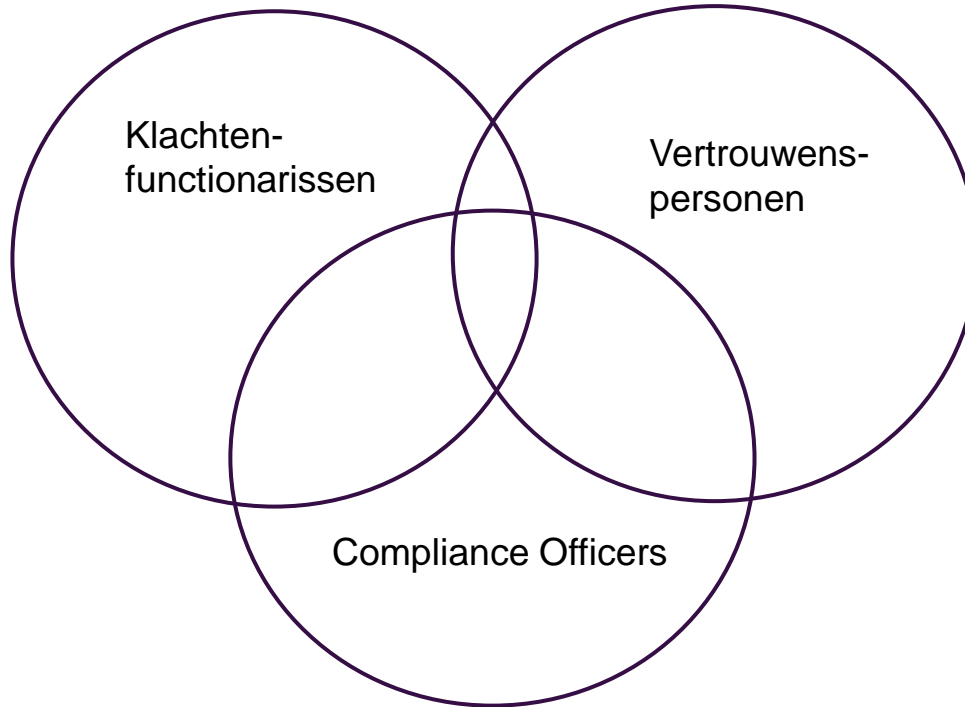 Klachten-
functionarissen
Vertrouwens-
personen
Compliance Officers